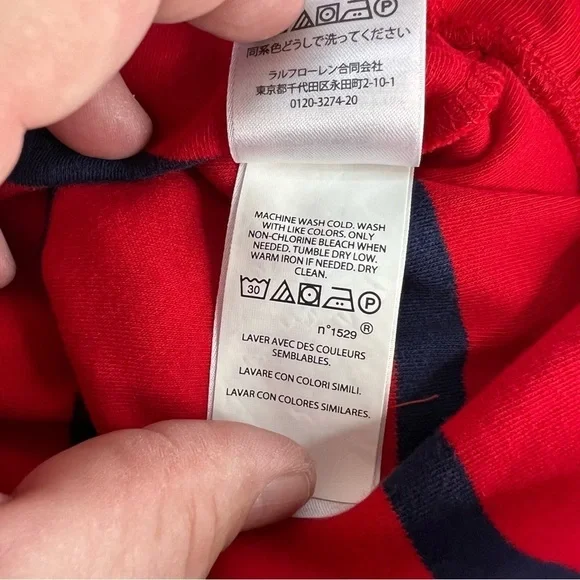 P
同系色どうしで洗ってください
ラルフローレン合同会社
東京都千代田区永田町2-10-1
0120-3274-20
MACHINE WASH COLD. WASH
WITH LIKE COLORS. ONLY
NON-CHLORINE BLEACH WHEN
NEEDED. TUMBLE DRY LOW.
WARM IRON IF NEEDED. DRY
CLEAN.
30 P
n°1529 ®
LAVER AVEC DES COULEURS
SEMBLABLES.
LAVARE CON COLORI SIMILI.
LAVAR CON COLORES SIMILARES.